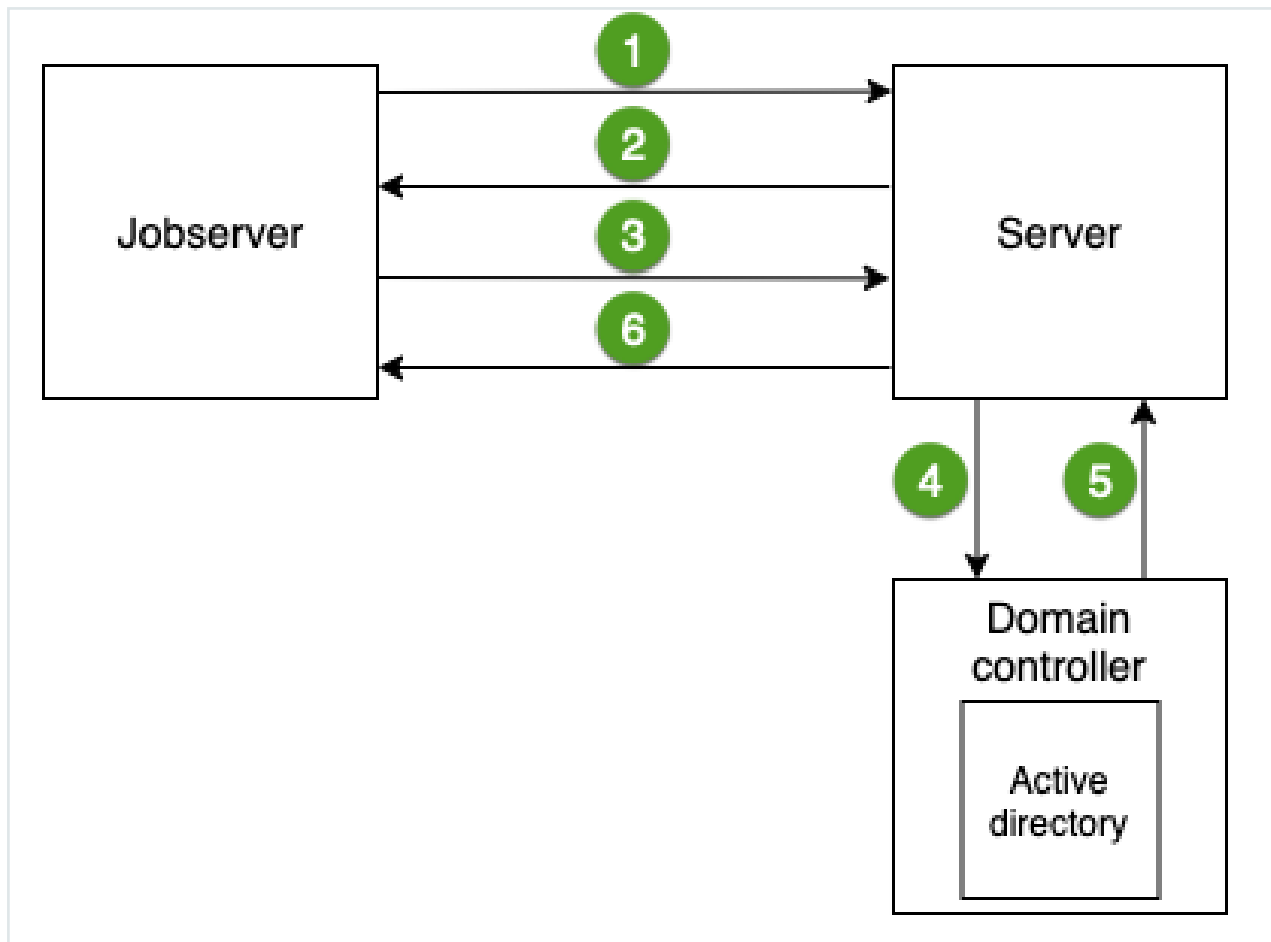 1
2
Jobserver
3
Server
6
4
5
Domain
controller
Active
directory